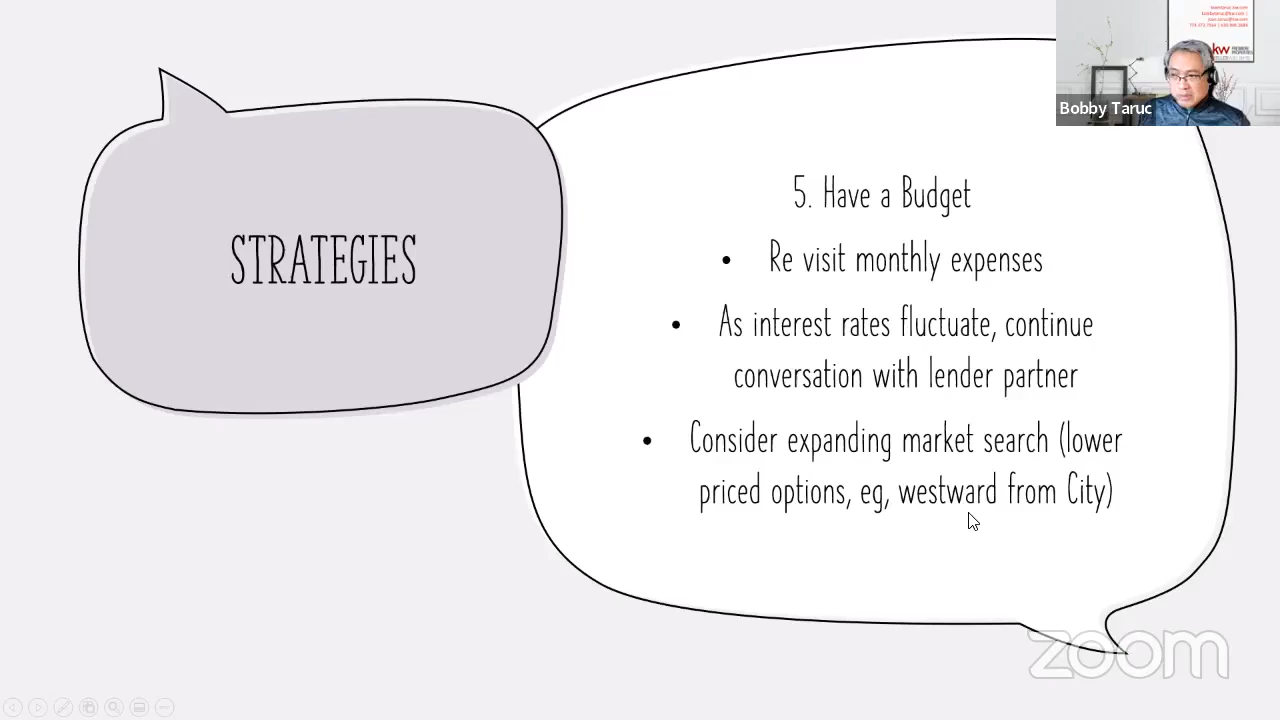 STRATEGIES
5. Have a Budget
• Re visit monthly expenses
• As interest rates fluctuate, continue
conversation with lender partner
• Consider expanding market search (lower
priced options, eg, westward from City)
kw
Bobby Taruc
zoom